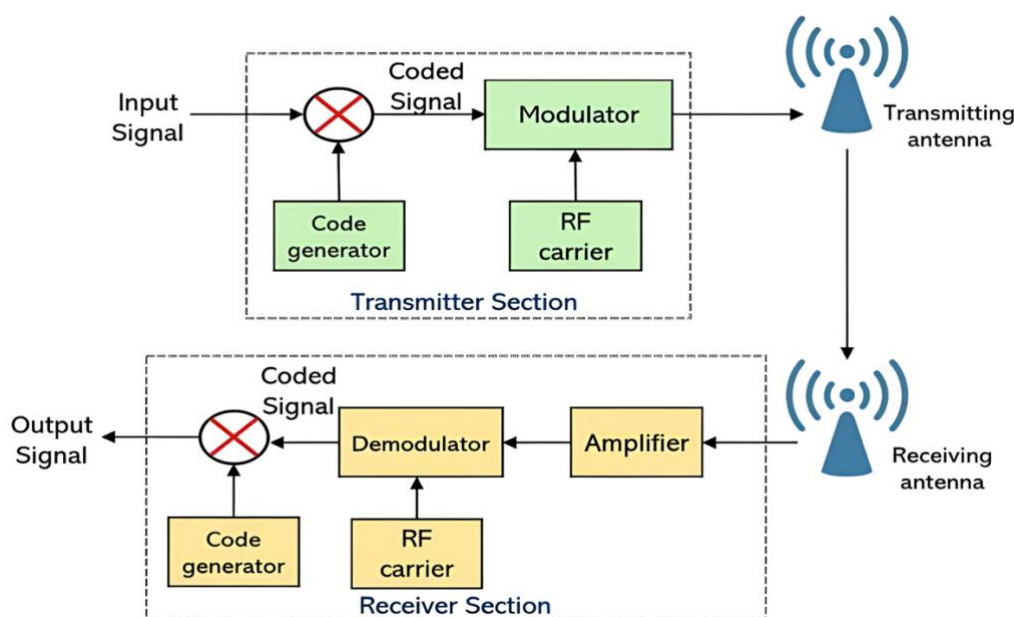 Input
Signal
Coded
Signal
Modulator
Transmitting
antenna
Code
generator
RF
carrier
Transmitter Section
Output
Signal
Coded
Signal
Demodulator
Amplifier
Receiving
antenna
Code
generator
RF
carrier
Receiver Section